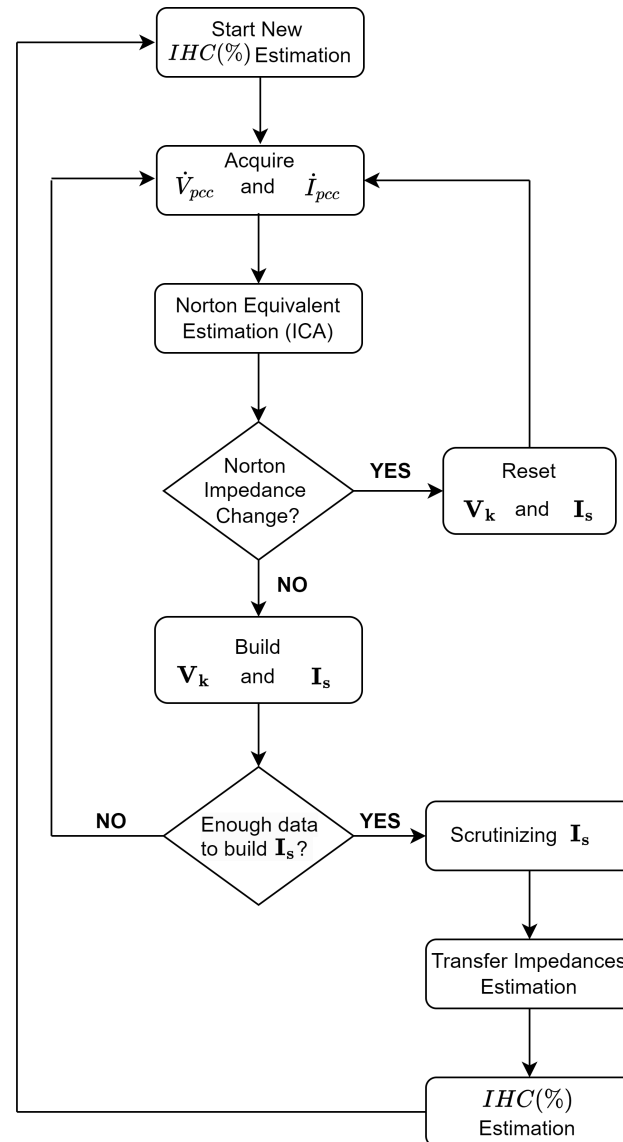 Start New
IHC(%) Estimation
Acquire
V̇pcc and İpcc
Norton Equivalent
Estimation (ICA)
Norton
Impedance
Change?
YES
Reset
Vk and Is
NO
Build
Vk and Is
NO
Enough data
to build Is?
YES
Scrutinizing Is
Transfer Impedances
Estimation
IHC(%)
Estimation